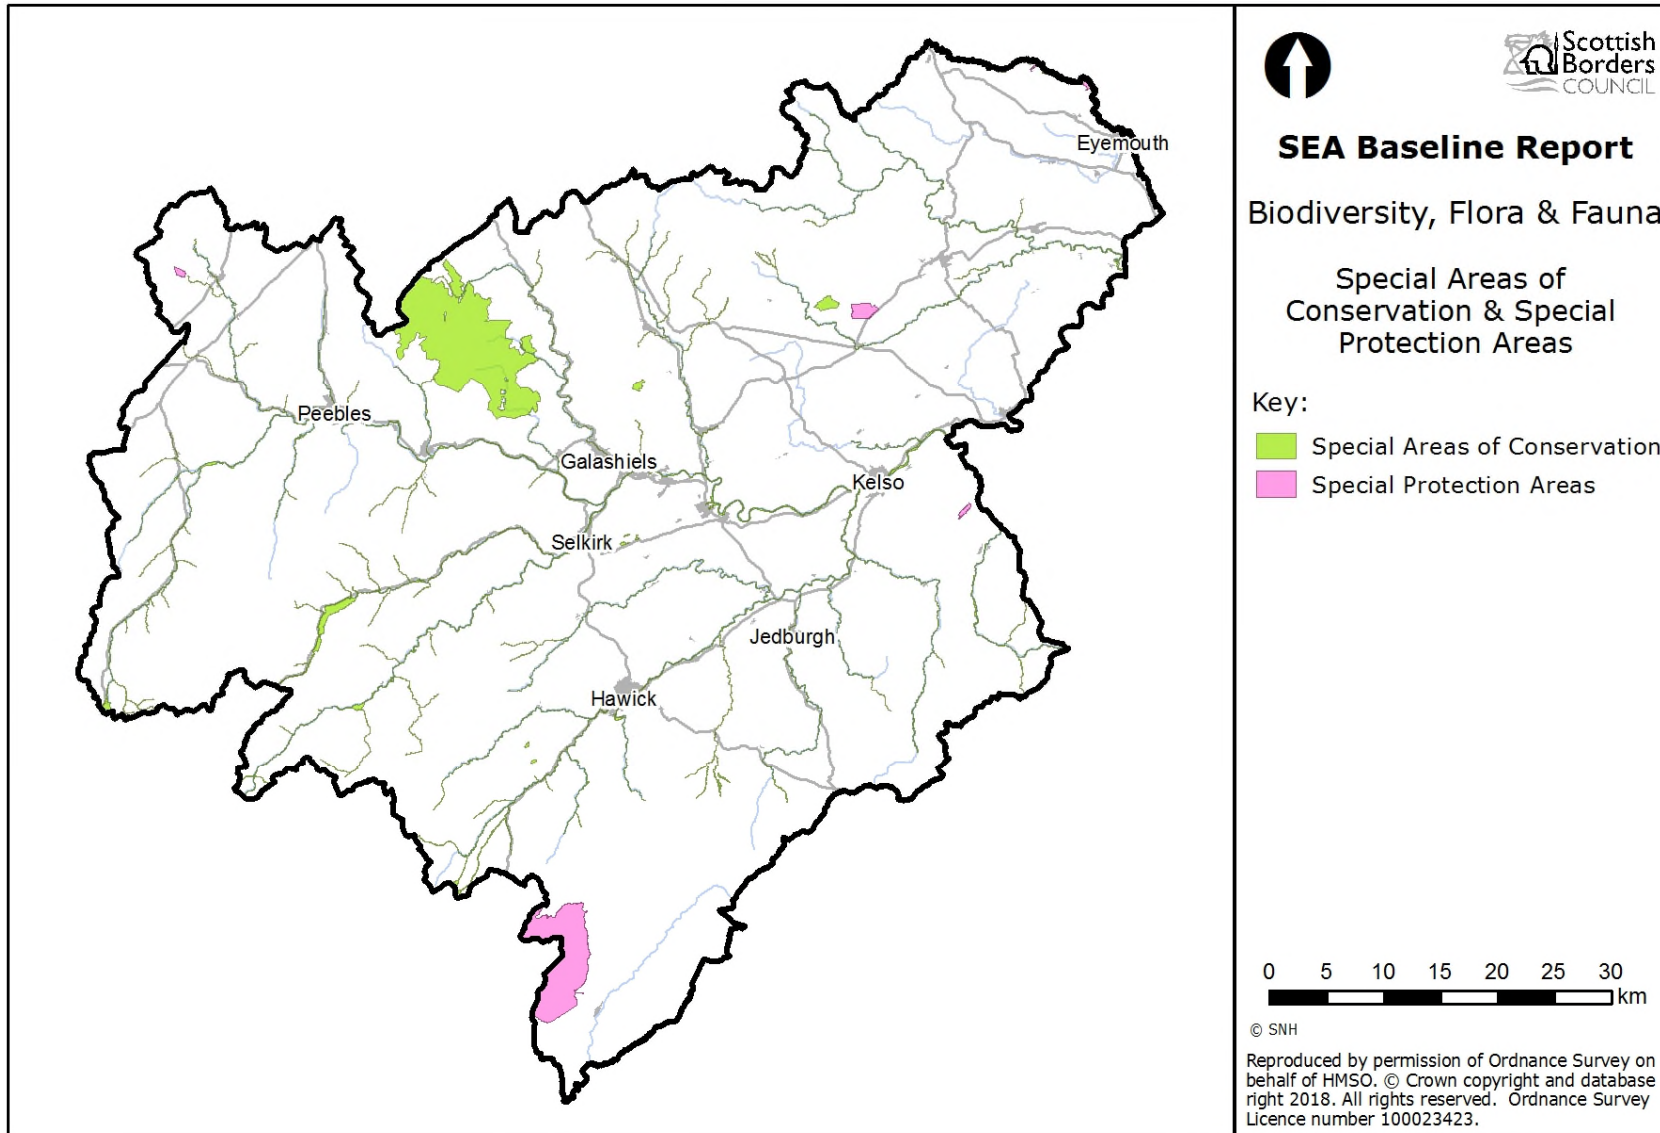 Scottish
Borders
COUNCIL
SEA Baseline Report
Biodiversity, Flora & Fauna
Special Areas of
Conservation & Special
Protection Areas
Key:
Special Areas of Conservation
Special Protection Areas
Eyemouth
Peebles
Galashiels
Kelso
Selkirk
Jedburgh
Hawick
0 5 10 15 20 25 30
km
© SNH
Reproduced by permission of Ordnance Survey on
behalf of HMSO. © Crown copyright and database
right 2018. All rights reserved. Ordnance Survey
Licence number 100023423.